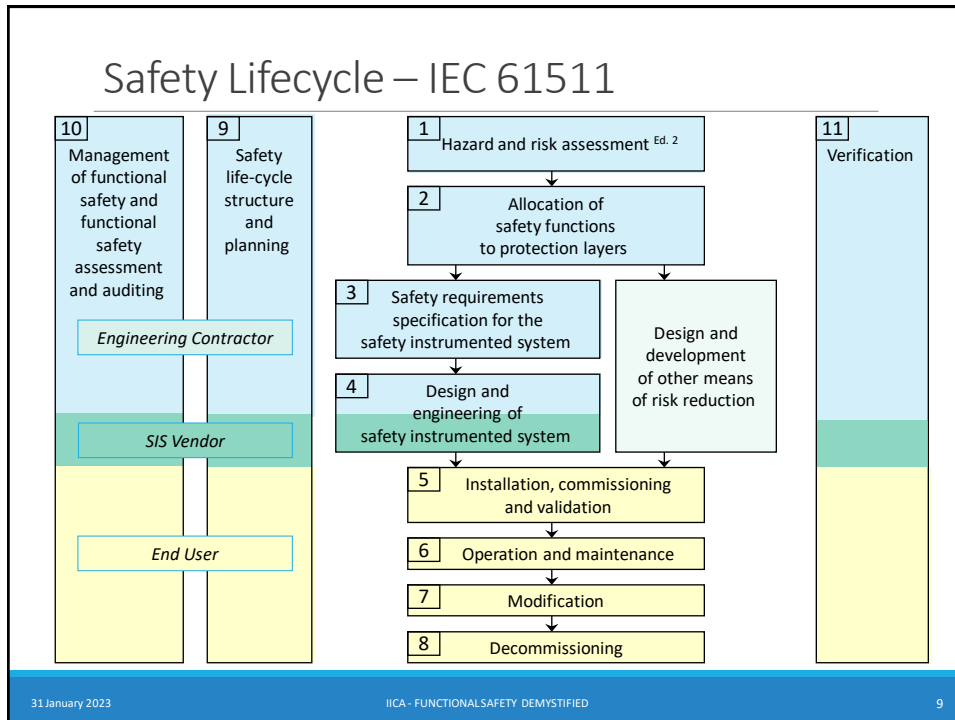 Safety Lifecycle – IEC 61511
10
Management
of functional
safety and
functional
safety
assessment
and auditing
9
Safety
life-cycle
structure
and
planning
1
Hazard and risk assessment Ed. 2
2
Allocation of
safety functions
to protection layers
3
Safety requirements
specification for the
safety instrumented system
4
Design and
engineering of
safety instrumented system
Design and
development
of other means
of risk reduction
5
Installation, commissioning
and validation
6
Operation and maintenance
7
Modification
8
Decommissioning
11
Verification
Engineering Contractor
SIS Vendor
End User
31 January 2023
IICA - FUNCTIONAL SAFETY DEMYSTIFIED
9